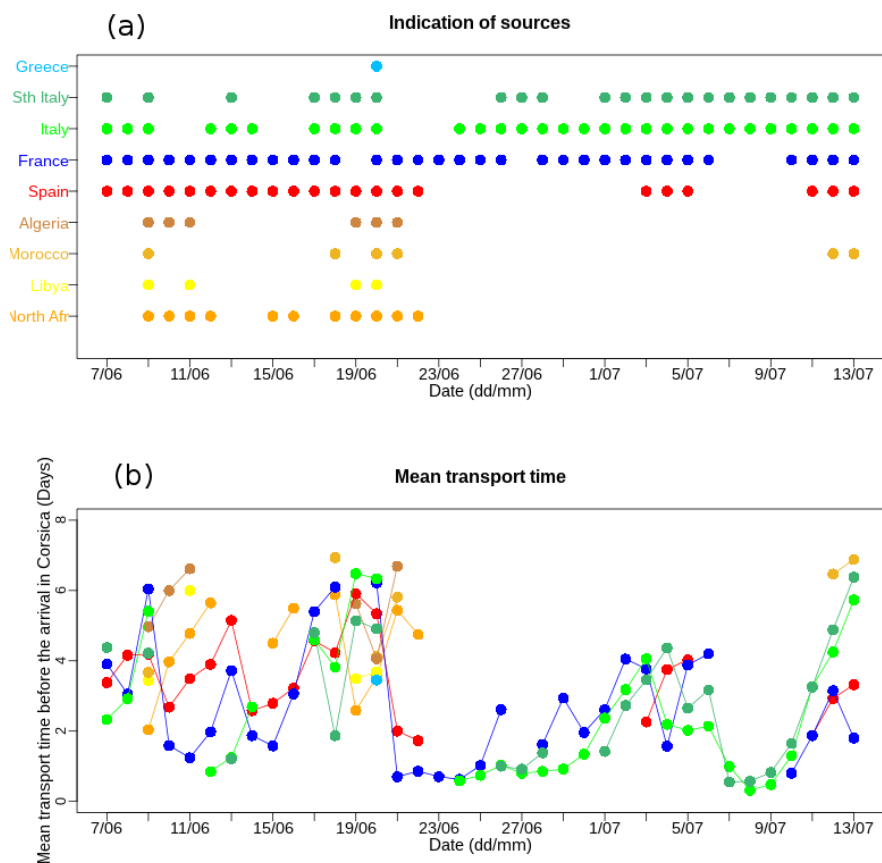 (a)
Indication of sources
Greece
Sth Italy
Italy
France
Spain
Algeria
Morocco
Libya
North Afr
7/06 11/06 15/06 19/06 23/06 27/06 1/07 5/07 9/07 13/07
Date (dd/mm)
(b)
Mean transport time
Mean transport time before the arrival in Corsica (Days)
8
6
4
2
0
7/06 11/06 15/06 19/06 23/06 27/06 1/07 5/07 9/07 13/07
Date (dd/mm)